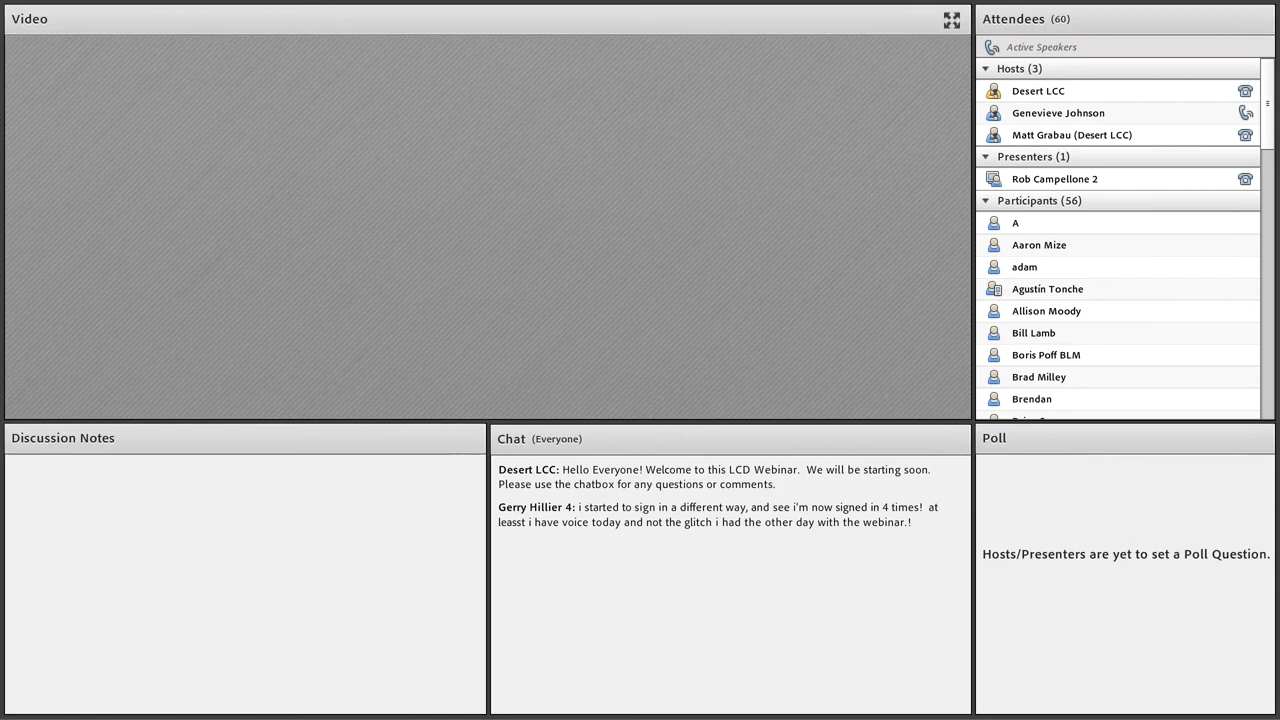 Video
Attendees (60)
Active Speakers
Hosts (3)
Desert LCC
Genevieve Johnson
Matt Grabau (Desert LCC)
Presenters (1)
Rob Campellone 2
Participants (56)
A
Aaron Mize
adam
Agustín Tonche
Allison Moody
Bill Lamb
Boris Poff BLM
Brad Milley
Brendan
Discussion Notes
Chat (Everyone)
Desert LCC: Hello Everyone! Welcome to this LCD Webinar. We will be starting soon.
Please use the chatbox for any questions or comments.
Gerry Hillier 4: i started to sign in a different way, and see i'm now signed in 4 times! at
leasst i have voice today and not the glitch i had the other day with the webinar.!
Poll
Hosts/Presenters are yet to set a Poll Question.